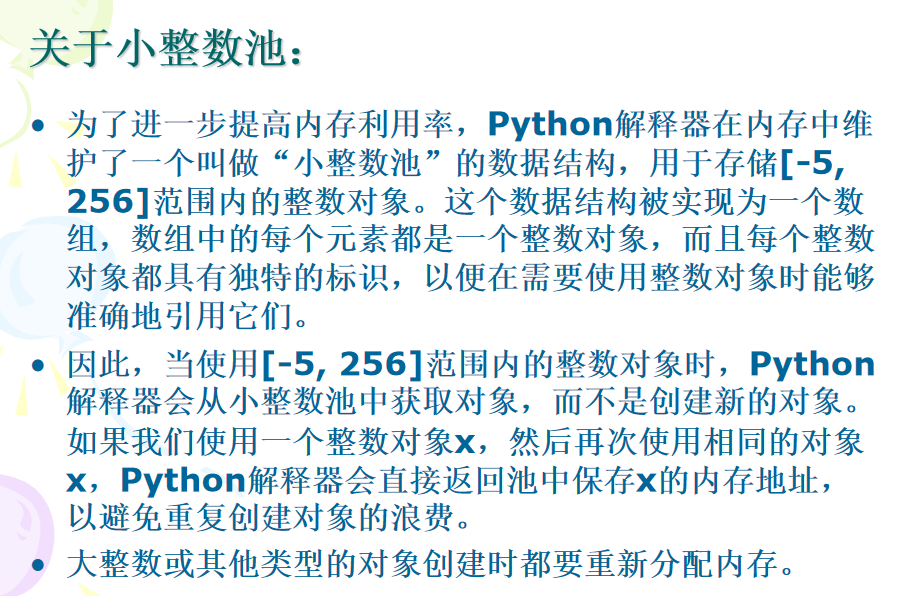 关于小整数池：
• 为了进一步提高内存利用率，Python解释器在内存中维
护了一个叫做“小整数池”的数据结构，用于存储[-5,
256]范围内的整数对象。这个数据结构被实现为一个数
组，数组中的每个元素都是一个整数对象，而且每个整数
对象都具有独特的标识，以便在需要使用整数对象时能够
准确地引用它们。
• 因此，当使用[-5, 256]范围内的整数对象时，Python
解释器会从小整数池中获取对象，而不是创建新的对象。
如果我们使用一个整数对象x，然后再次使用相同的对象
x，Python解释器会直接返回池中保存x的内存地址，
以避免重复创建对象的浪费。
• 大整数或其他类型的对象创建时都要重新分配内存。